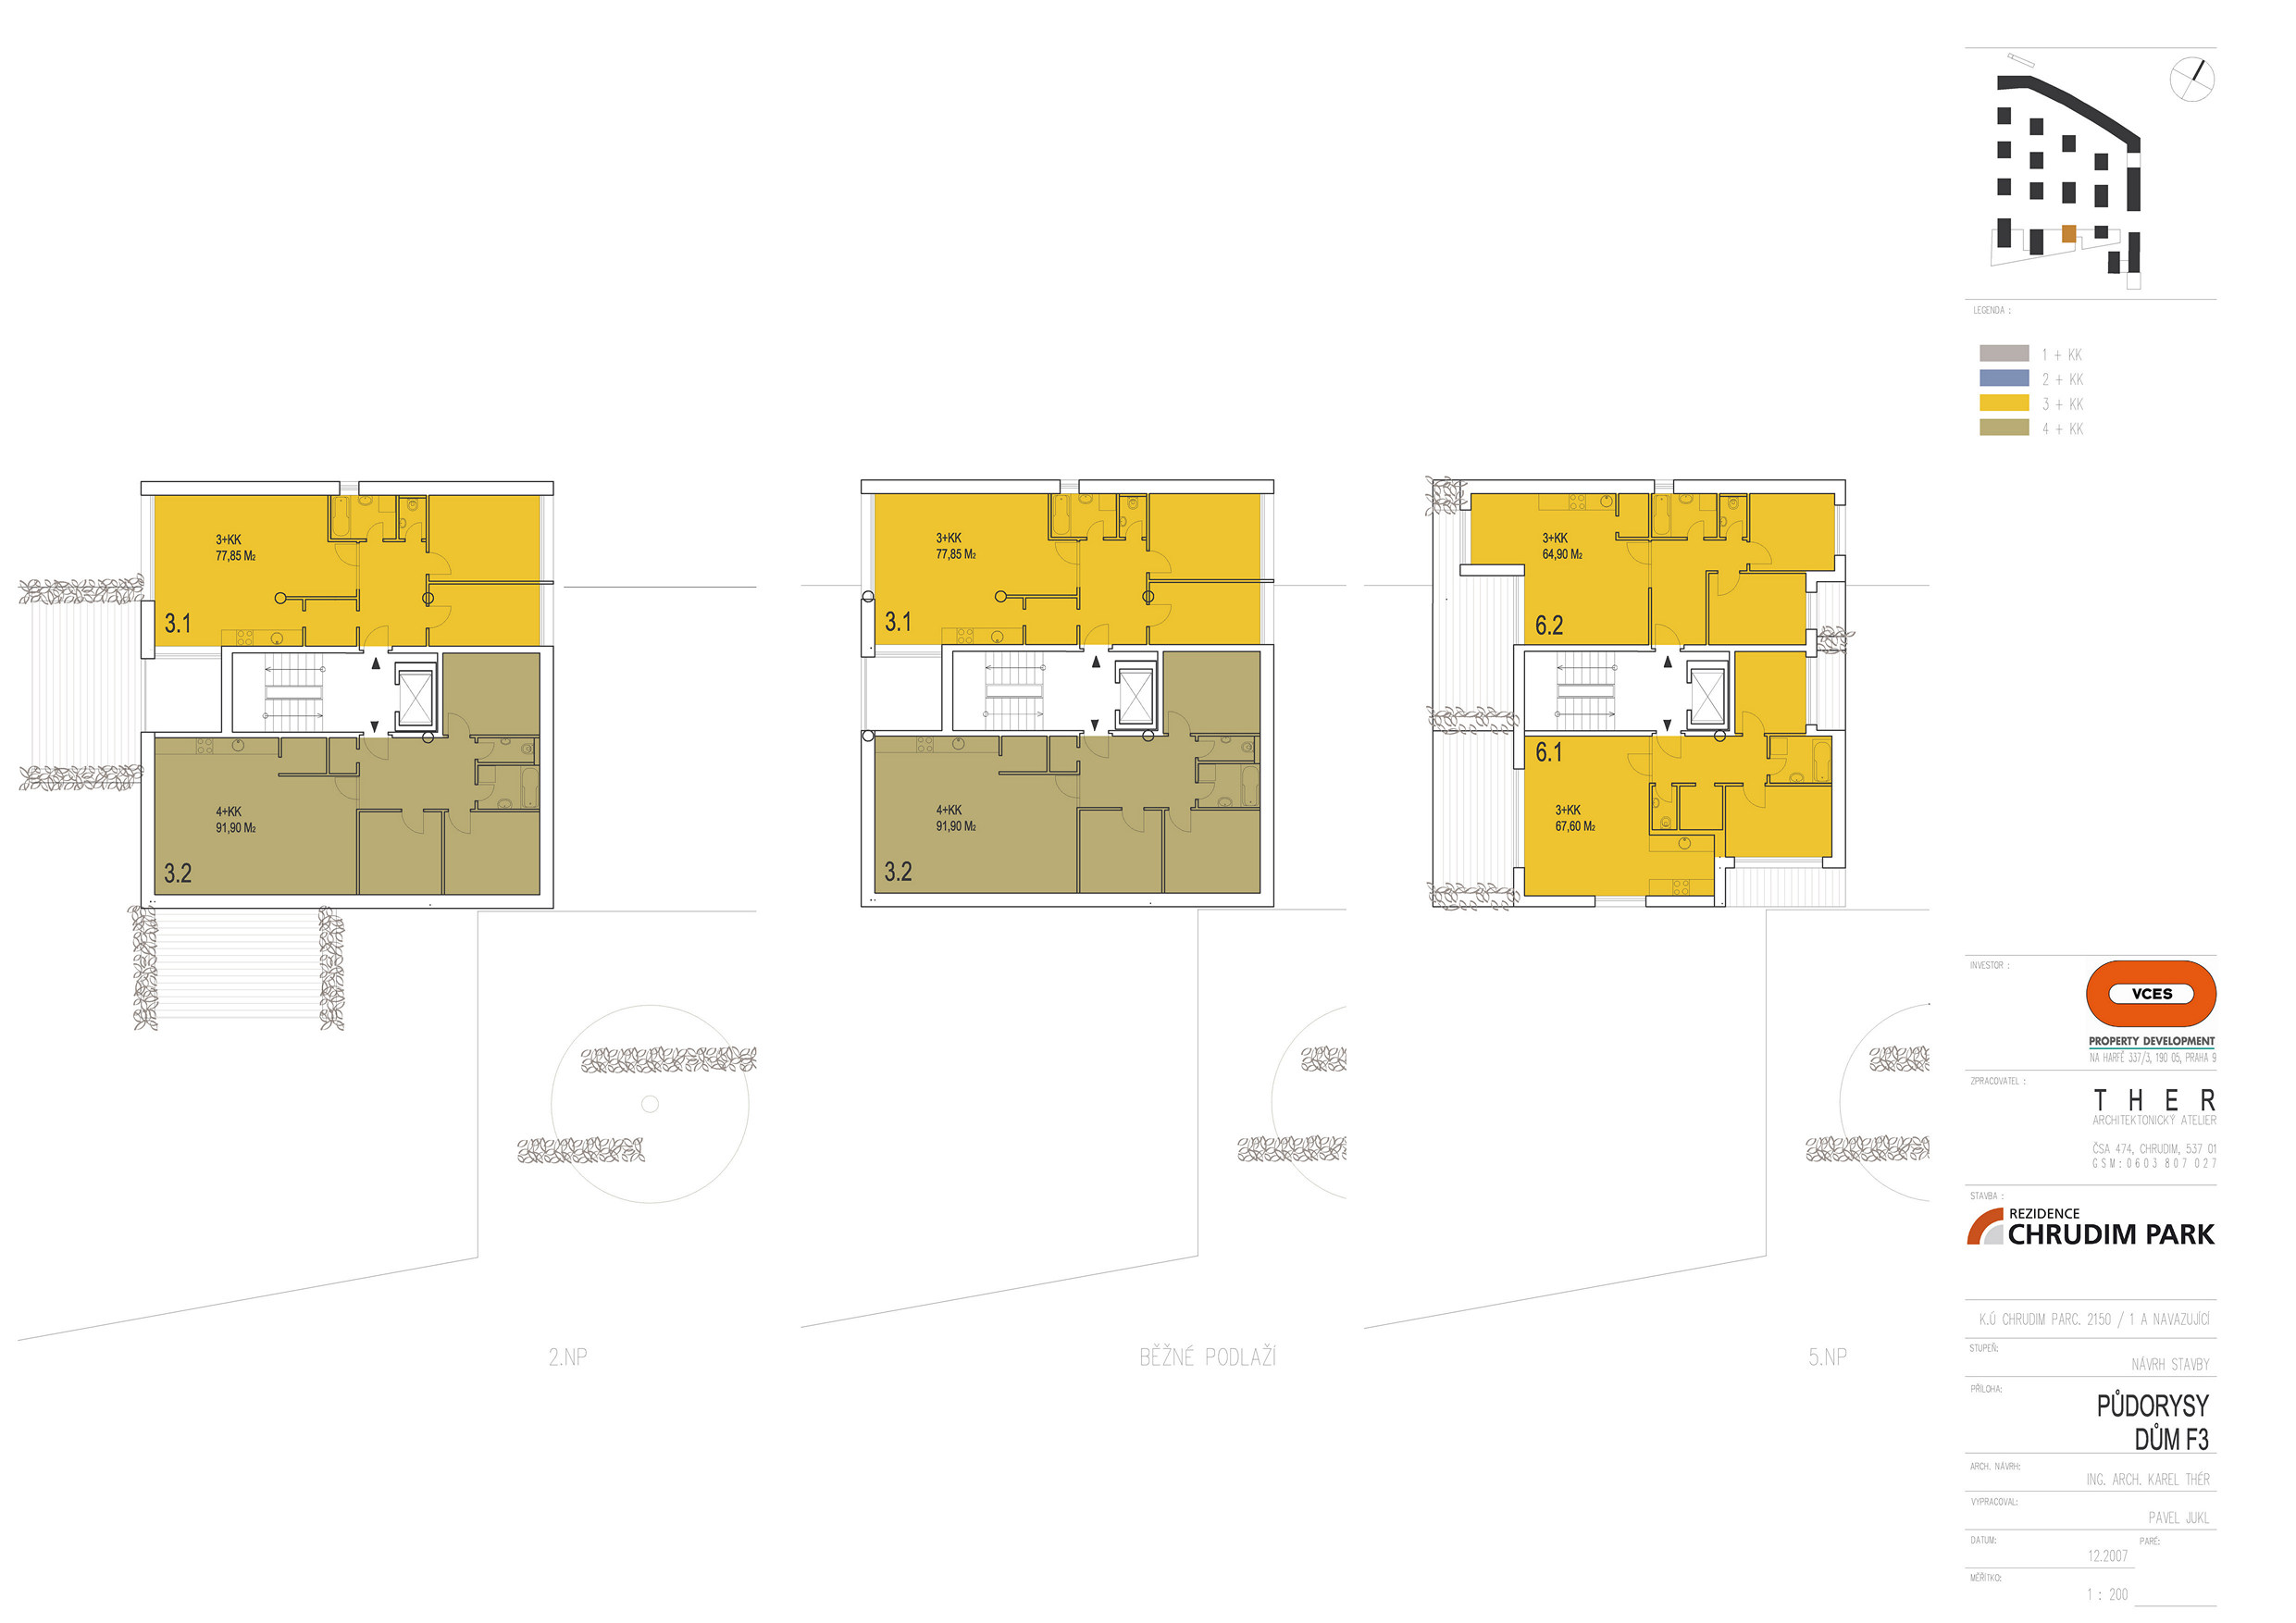 3+KK
77,85 M2
3.1
4+KK
91,90 M2
3.2
2.NP
3+KK
77,85 M2
3.1
4+KK
91,90 M2
3.2
BĚŽNÉ PODLAŽÍ
3+KK
64,90 M2
6.2
6.1
3+KK
67,60 M2
5.NP
LEGENDA :
1 + KK
2 + KK
3 + KK
4 + KK
INVESTOR :
VCES
PROPERTY DEVELOPMENT
NA HARFĚ 337/3, 190 05, PRAHA 9
ZPRACOVATEL :
T H E R
ARCHITEKTONICKÝ ATELIER
ČSA 474, CHRUDIM, 537 01
GSM:0603 807 027
STAVBA :
REZIDENCE
CHRUDIM PARK
K.Ú CHRUDIM PARC. 2150 / 1 A NAVAZUJÍCÍ
STUPEŇ:
NÁVRH STAVBY
PŘÍLOHA:
PŮDORYSY
DŮM F3
ARCH. NÁVRH:
ING. ARCH. KAREL THÉR
VYPRACOVAL:
PAVEL JUKL
DATUM:
PARÉ:
12.2007
MĚŘÍTKO:
1 : 200